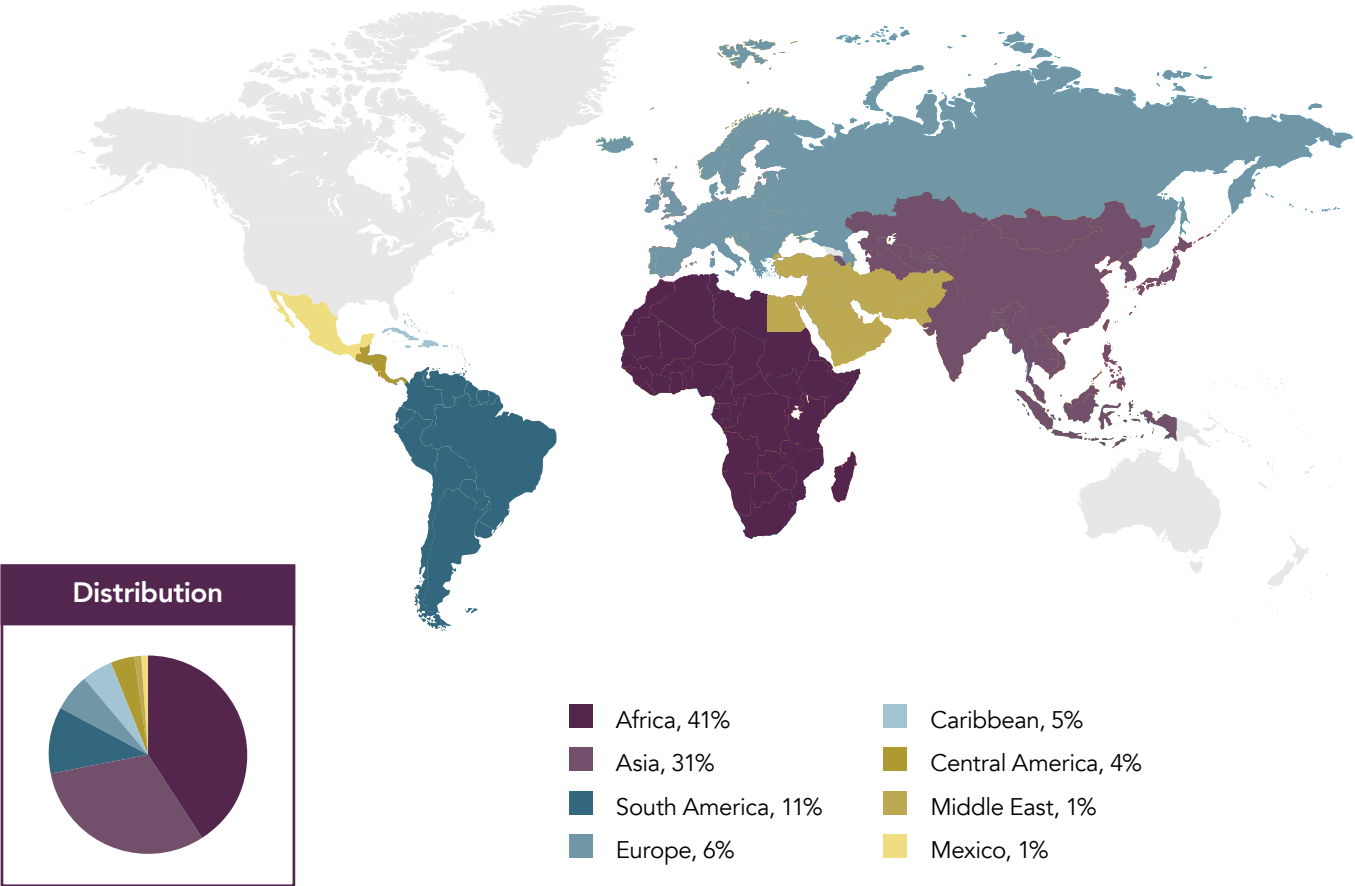 Distribution
Africa, 41%
Asia, 31%
South America, 11%
Europe, 6%
Caribbean, 5%
Central America, 4%
Middle East, 1%
Mexico, 1%